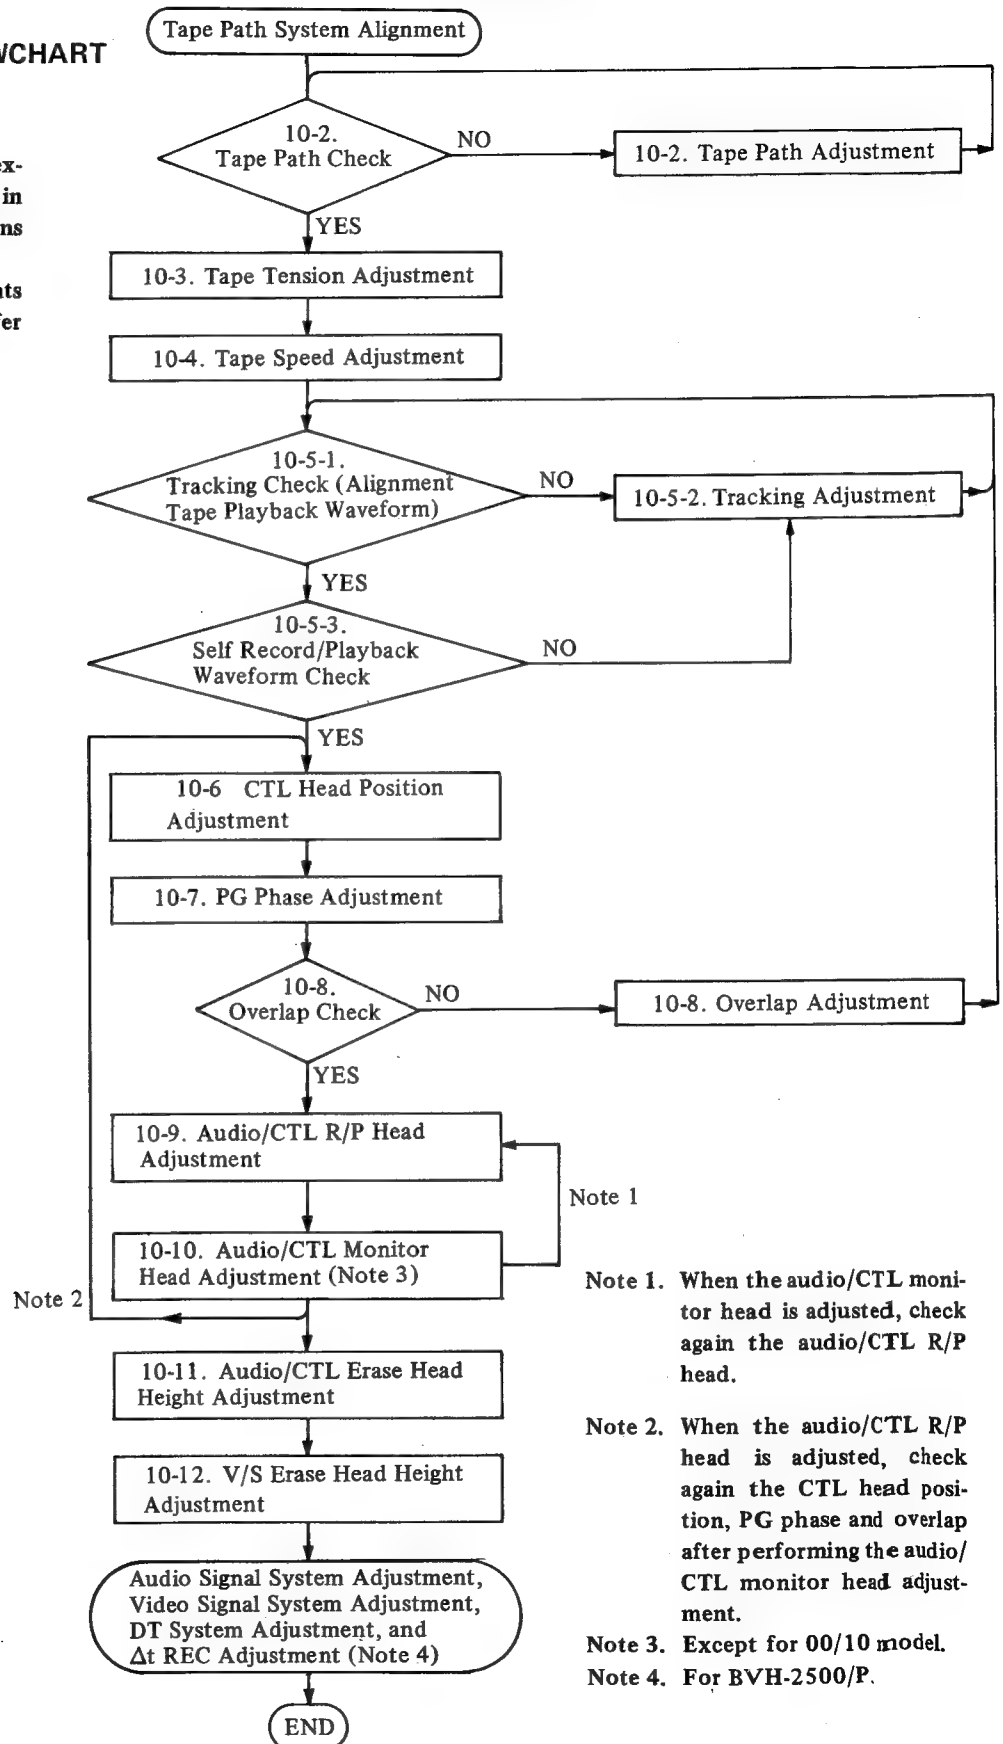 Tape Path System Alignment
WCHART
10-2.
Tape Path Check
NO
10-2. Tape Path Adjustment
ex-
in
ns
nts
fer
YES
10-3. Tape Tension Adjustment
10-4. Tape Speed Adjustment
10-5-1.
Tracking Check (Alignment
Tape Playback Waveform)
NO
10-5-2. Tracking Adjustment
YES
10-5-3.
Self Record/Playback
Waveform Check
NO
YES
10-6 CTL Head Position
Adjustment
10-7. PG Phase Adjustment
10-8.
Overlap Check
NO
10-8. Overlap Adjustment
YES
10-9. Audio/CTL R/P Head
Adjustment
Note 1
10-10. Audio/CTL Monitor
Head Adjustment (Note 3)
Note 2
10-11. Audio/CTL Erase Head
Height Adjustment
10-12. V/S Erase Head Height
Adjustment
Audio Signal System Adjustment,
Video Signal System Adjustment,
DT System Adjustment, and
Δt REC Adjustment (Note 4)
END
Note 1. When the audio/CTL moni-
tor head is adjusted, check
again the audio/CTL R/P
head.
Note 2. When the audio/CTL R/P
head is adjusted, check
again the CTL head posi-
tion, PG phase and overlap
after performing the audio/
CTL monitor head adjust-
ment.
Note 3. Except for 00/10 model.
Note 4. For BVH-2500/P.